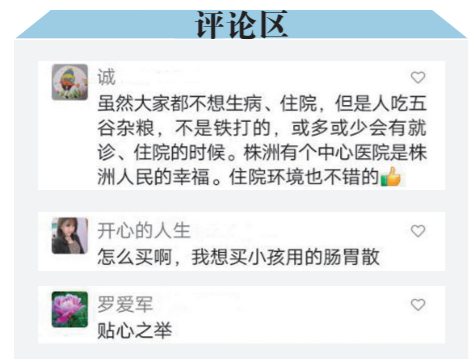 评论区
诚
虽然大家都不想生病、住院，但是人吃五
谷杂粮，不是铁打的，或多或少会有就
诊、住院的时候。株洲有个中心医院是株
洲人民的幸福。住院环境也不错的👍
开心的人生
怎么买啊，我想买小孩用的肠胃散
罗爱军
贴心之举